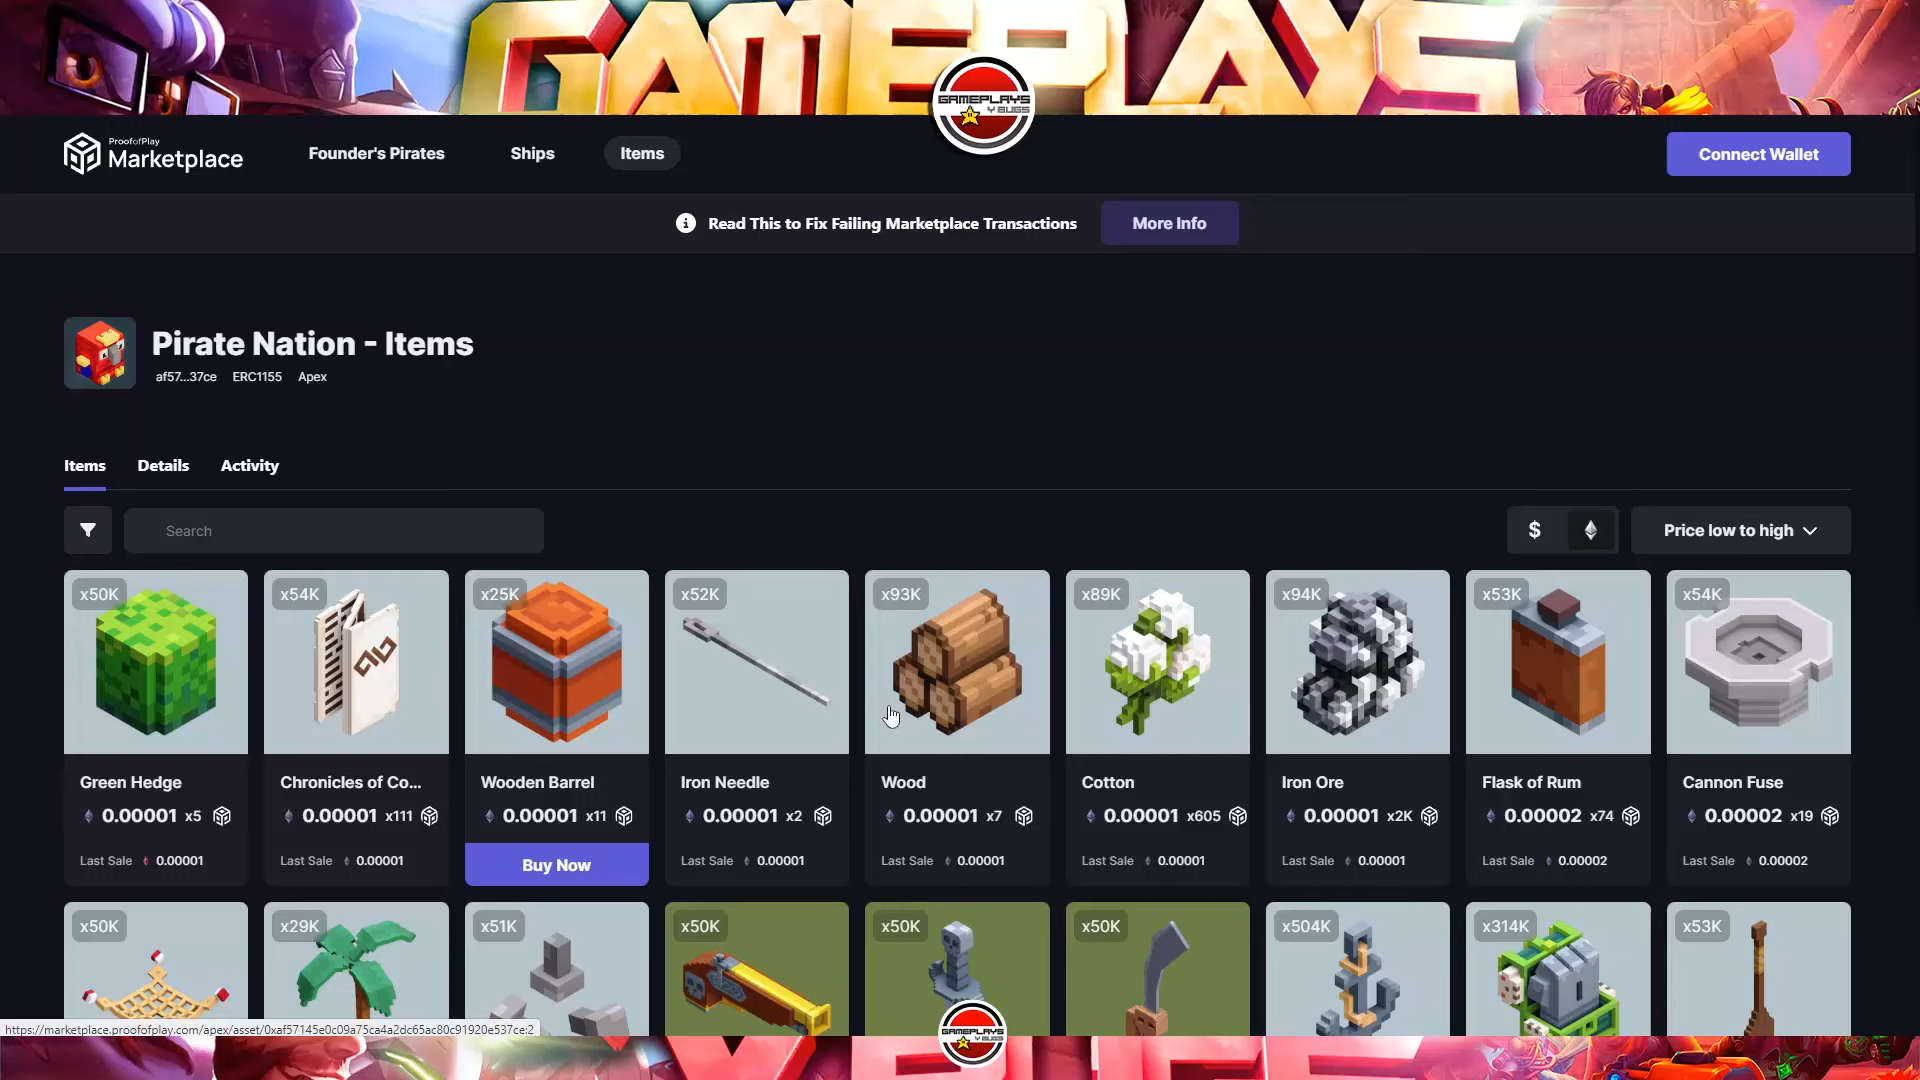 GAMEPLAYS
GAMEPLAYS
Y BUGS
ProofofPlay
Marketplace
Founder's Pirates
Ships
Items
Connect Wallet
Read This to Fix Failing Marketplace Transactions
More Info
Pirate Nation - Items
af57...37ce
ERC1155
Apex
Items
Details
Activity
Search
$
Price low to high
x50K
x54K
x25K
x52K
x93K
x89K
x94K
x53K
x54K
Green Hedge
Chronicles of Co...
Wooden Barrel
Iron Needle
Wood
Cotton
Iron Ore
Flask of Rum
Cannon Fuse
0.00001 x5
0.00001 x111
0.00001 x11
0.00001 x2
0.00001 x7
0.00001 x605
0.00001 x2K
0.00002 x74
0.00002 x19
Last Sale 0.00001
Last Sale 0.00001
Buy Now
Last Sale 0.00001
Last Sale 0.00001
Last Sale 0.00001
Last Sale 0.00001
Last Sale 0.00002
Last Sale 0.00002
x50K
x29K
x51K
x50K
x50K
x50K
x504K
x314K
x53K
https://marketplace.proofofplay.com/apex/asset/0xaf57145e0c09a75ca4a2dc65ac80c91920e537ce:2
GAMEPLAYS
Y BUGS